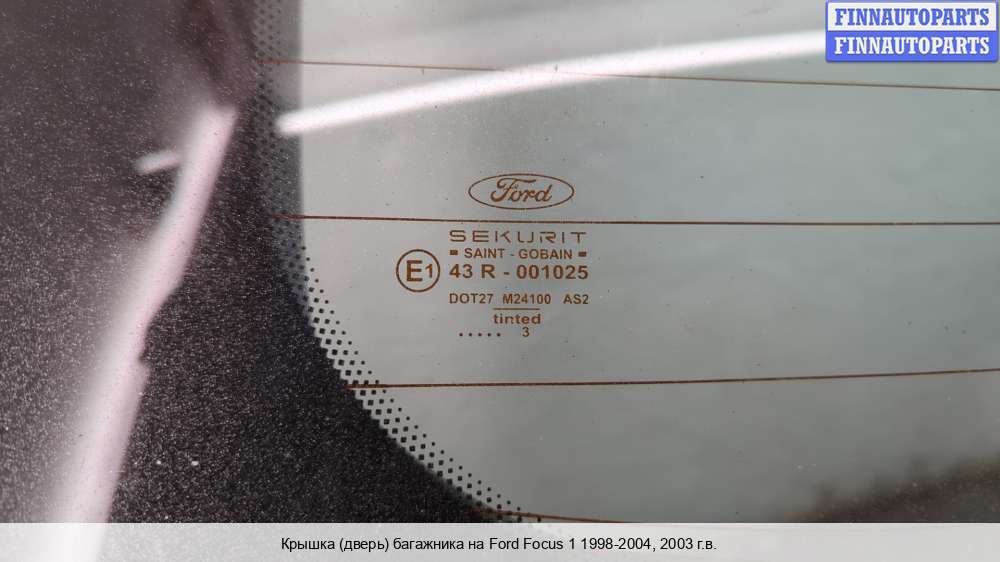 FINNAUTOPARTS
FINNAUTOPARTS
Ford
SEKURIT
SAINT - GOBAIN
E1 43 R - 001025
DOT27 M24100 AS2
tinted
..... 3
Крышка (дверь) багажника на Ford Focus 1 1998-2004, 2003 г.в.